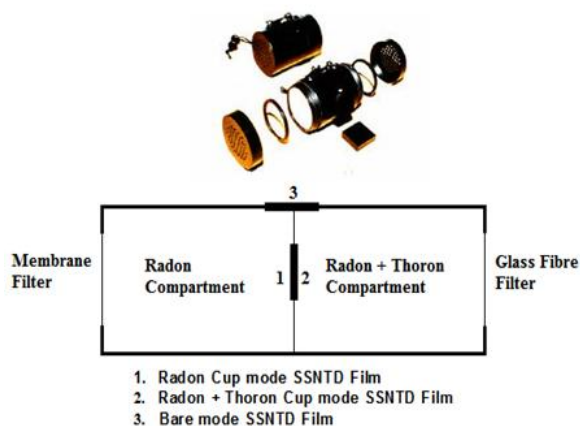 3
Membrane
Filter
Radon
Compartment
1 2
Radon + Thoron
Compartment
Glass Fibre
Filter
1. Radon Cup mode SSNTD Film
2. Radon + Thoron Cup mode SSNTD Film
3. Bare mode SSNTD Film